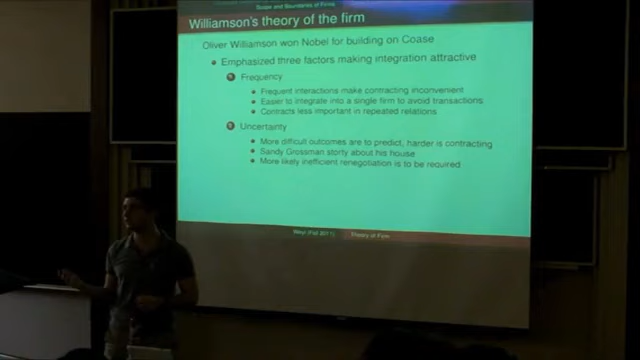 Scope and Boundaries of Firms
Williamson's theory of the firm
Oliver Williamson won Nobel for building on Coase
Emphasized three factors making integration attractive
1 Frequency
Frequent interactions make contracting inconvenient
Easier to integrate into a single firm to avoid transactions
Contracts less important in repeated relations
2 Uncertainty
More difficult outcomes are to predict, harder is contracting
Sandy Grossman storty about his house
More likely inefficient renegotiation is to be required
Weyl (Fall 2011) Theory of Firm